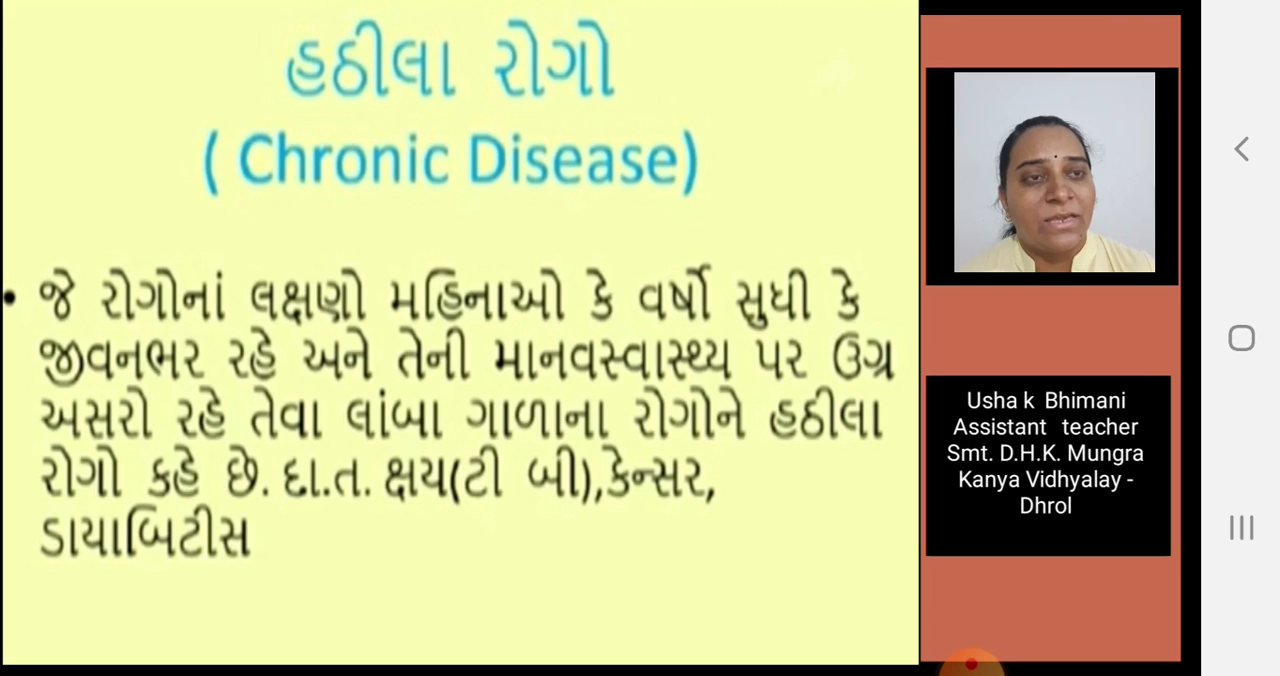 હઠીલા રોગો
( Chronic Disease)
• જે રોગોનાં લક્ષણો મહિનાઓ કે વર્ષો સુધી કે
જીવનભર રહે અને તેની માનવસ્વાસ્થ્ય પર ઉગ્ર
અસરો રહે તેવા લાંબા ગાળાના રોગોને હઠીલા
રોગો કહે છે. દા.ત. ક્ષય(ટી બી),કેન્સર,
ડાયાબિટીસ
Usha k Bhimani
Assistant teacher
Smt. D.H.K. Mungra
Kanya Vidhyalay -
Dhrol